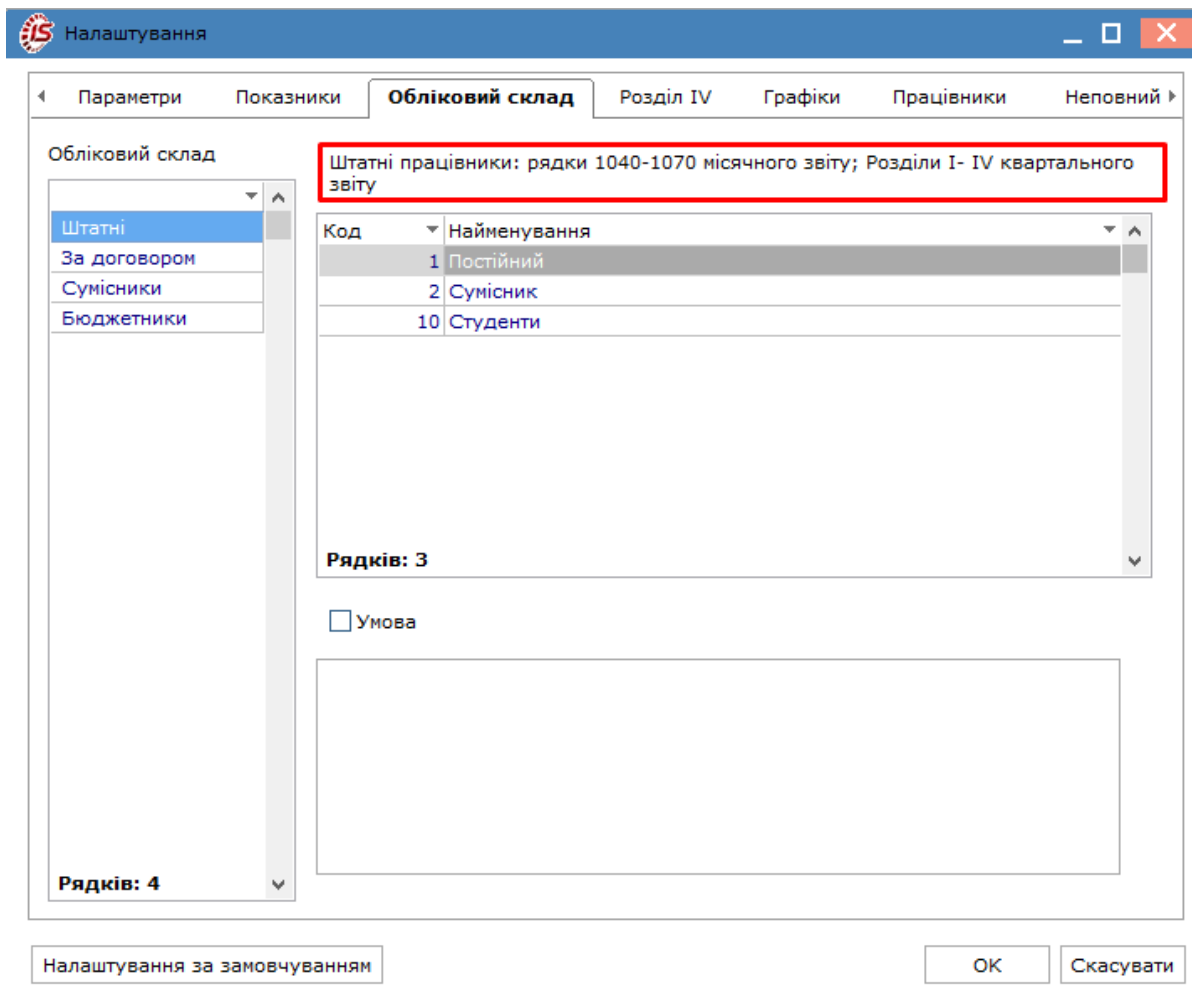 IS Налаштування
Параметри Показники Обліковий склад Розділ IV Графіки Працівники Неповний
Обліковий склад
Штатні працівники: рядки 1040-1070 місячного звіту; Розділи I- IV квартального
звіту
Штатні
За договором
Сумісники
Бюджетники
Рядків: 4
Код Найменування
1 Постійний
2 Сумісник
10 Студенти
Рядків: 3
Умова
Налаштування за замовчуванням
OK
Скасувати